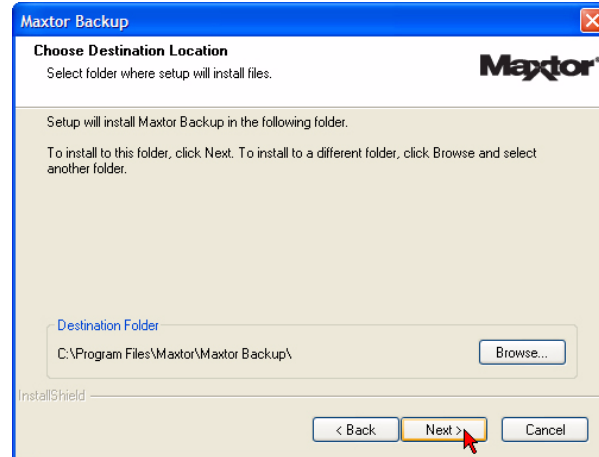 Maxtor Backup
Choose Destination Location
Select folder where setup will install files.
Maxtor®
Setup will install Maxtor Backup in the following folder.
To install to this folder, click Next. To install to a different folder, click Browse and select
another folder.
Destination Folder
C:\Program Files\Maxtor\Maxtor Backup\
Browse...
InstallShield
< Back
Next >
Cancel